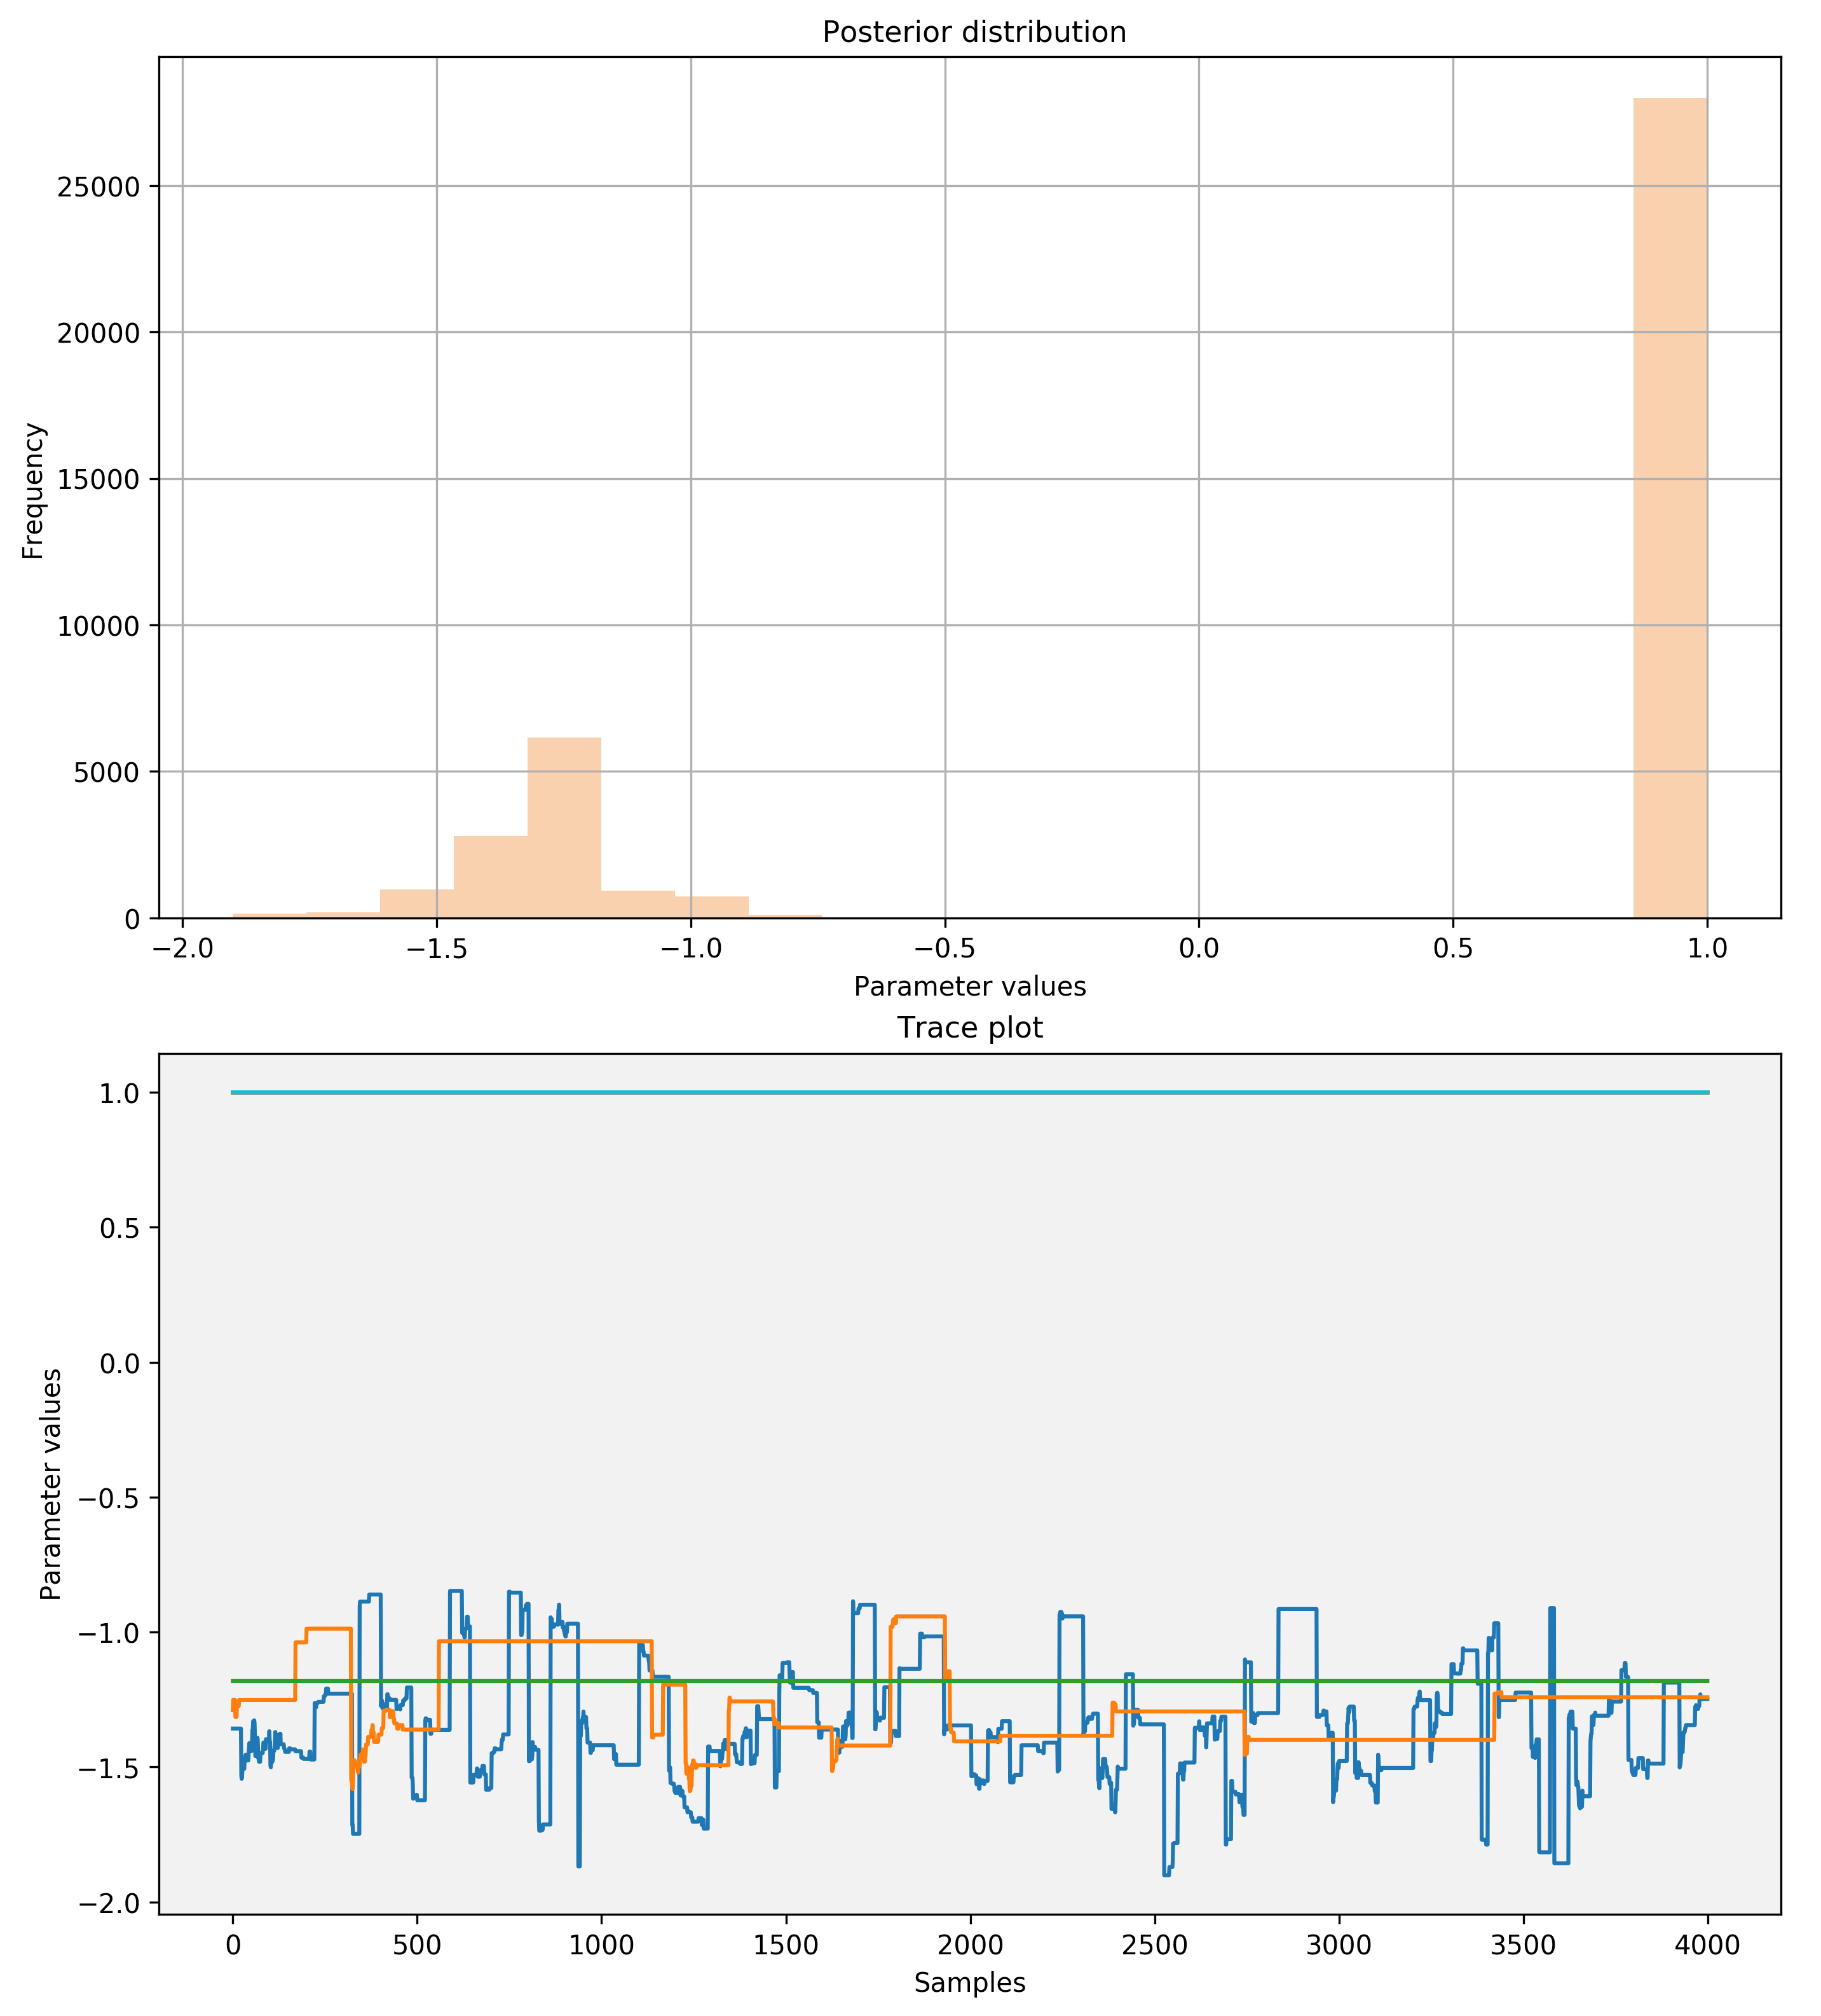 Posterior distribution
25000
20000
15000
10000
5000
0
Frequency
−2.0 −1.5 −1.0 −0.5 0.0 0.5 1.0
Parameter values
Trace plot
1.0
0.5
0.0
−0.5
−1.0
−1.5
−2.0
Parameter values
0 500 1000 1500 2000 2500 3000 3500 4000
Samples